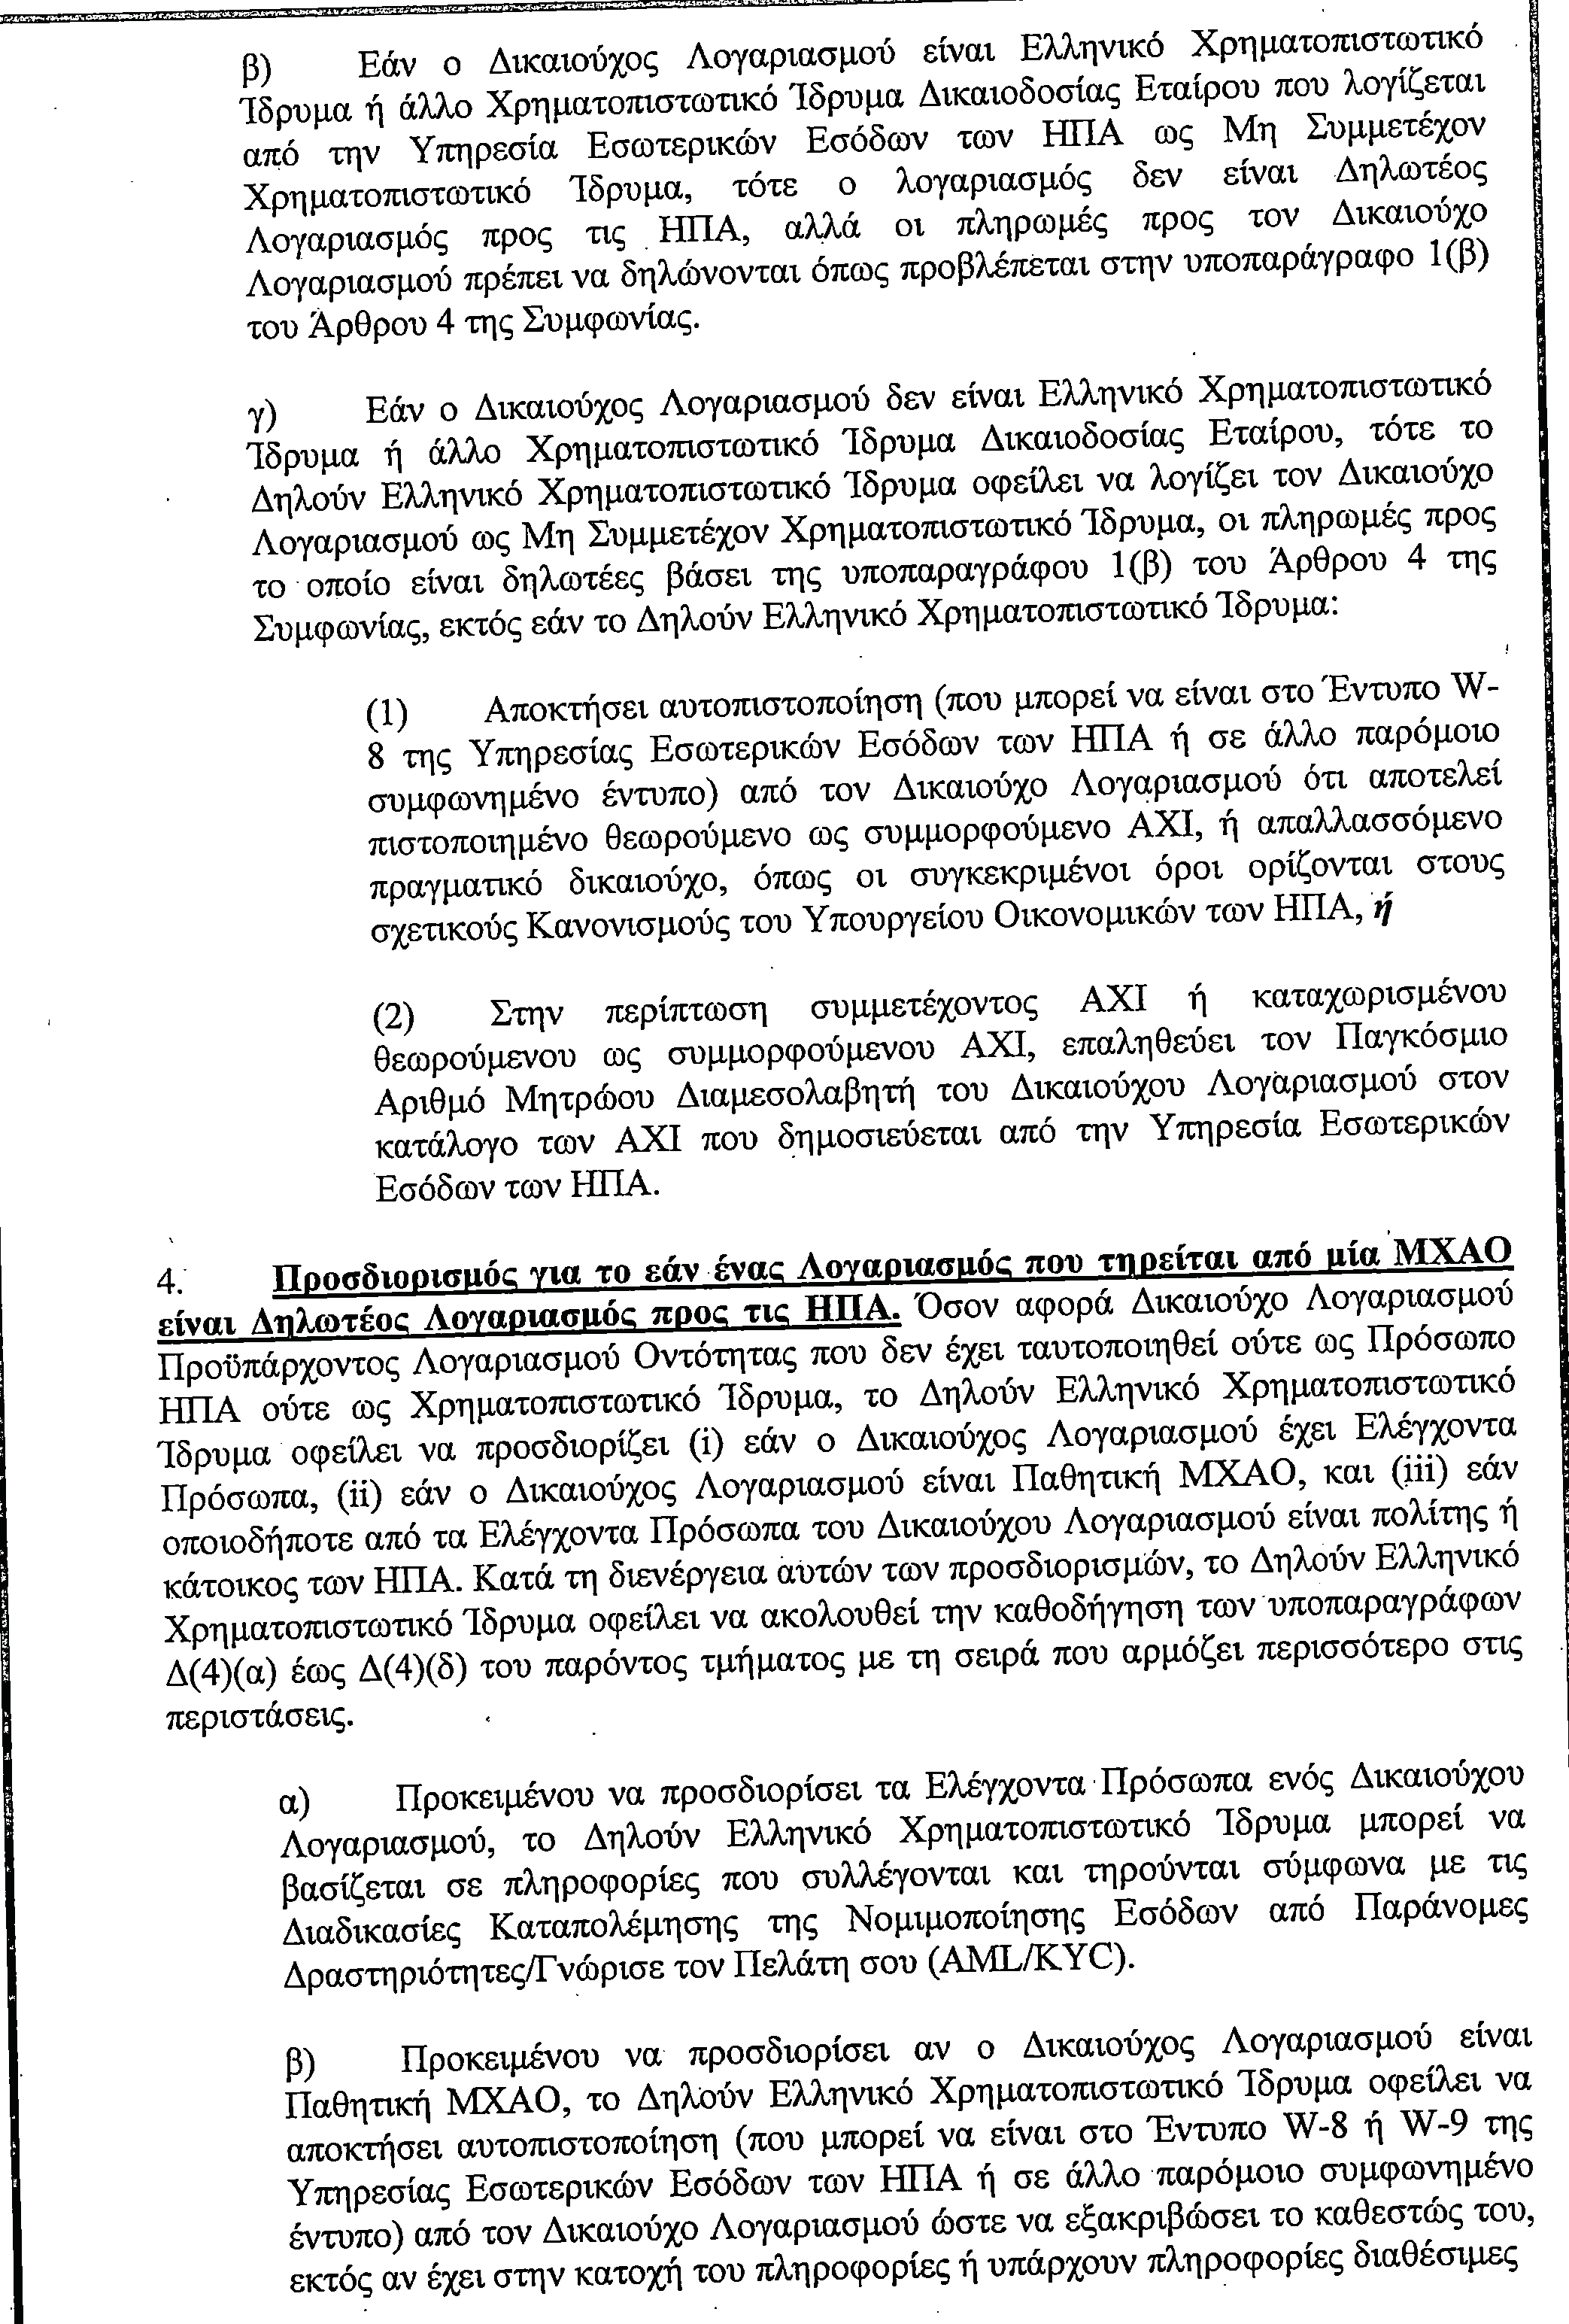 β) Εάν ο Δικαιούχος Λογαριασμού είναι Ελληνικό Χρηματοπιστωτικό
Ίδρυμα ή άλλο Χρηματοπιστωτικό Ίδρυμα Δικαιοδοσίας Εταίρου που λογίζεται
από την Υπηρεσία Εσωτερικών Εσόδων των ΗΠΑ ως Μη Συμμετέχον
Χρηματοπιστωτικό Ίδρυμα, τότε ο λογαριασμός δεν είναι Δηλωτέος
Λογαριασμός προς τις ΗΠΑ, αλλά οι πληρωμές προς τον Δικαιούχο
Λογαριασμού πρέπει να δηλώνονται όπως προβλέπεται στην υποπαράγραφο 1(β)
του Άρθρου 4 της Συμφωνίας.
γ) Εάν ο Δικαιούχος Λογαριασμού δεν είναι Ελληνικό Χρηματοπιστωτικό
Ίδρυμα ή άλλο Χρηματοπιστωτικό Ίδρυμα Δικαιοδοσίας Εταίρου, τότε το
Δηλούν Ελληνικό Χρηματοπιστωτικό Ίδρυμα οφείλει να λογίζει τον Δικαιούχο
Λογαριασμού ως Μη Συμμετέχον Χρηματοπιστωτικό Ίδρυμα, οι πληρωμές προς
το οποίο είναι δηλωτέες βάσει της υποπαραγράφου 1(β) του Άρθρου 4 της
Συμφωνίας, εκτός εάν το Δηλούν Ελληνικό Χρηματοπιστωτικό Ίδρυμα:
(1) Αποκτήσει αυτοπιστοποίηση (που μπορεί να είναι στο Έντυπο W-
8 της Υπηρεσίας Εσωτερικών Εσόδων των ΗΠΑ ή σε άλλο παρόμοιο
συμφωνημένο έντυπο) από τον Δικαιούχο Λογαριασμού ότι αποτελεί
πιστοποιημένο θεωρούμενο ως συμμορφούμενο ΑΧΙ, ή απαλλασσόμενο
πραγματικό δικαιούχο, όπως οι συγκεκριμένοι όροι ορίζονται στους
σχετικούς Κανονισμούς του Υπουργείου Οικονομικών των ΗΠΑ, ή
(2) Στην περίπτωση συμμετέχοντος ΑΧΙ ή καταχωρισμένου
θεωρούμενου ως συμμορφούμενου ΑΧΙ, επαληθεύει τον Παγκόσμιο
Αριθμό Μητρώου Διαμεσολαβητή του Δικαιούχου Λογαριασμού στον
κατάλογο των ΑΧΙ που δημοσιεύεται από την Υπηρεσία Εσωτερικών
Εσόδων των ΗΠΑ.
4. Προσδιορισμός για το εάν ένας Λογαριασμός που τηρείται από μία ΜΧΑΟ
είναι Δηλωτέος Λογαριασμός προς τις ΗΠΑ. Όσον αφορά Δικαιούχο Λογαριασμού
Προϋπάρχοντος Λογαριασμού Οντότητας που δεν έχει ταυτοποιηθεί ούτε ως Πρόσωπο
ΗΠΑ ούτε ως Χρηματοπιστωτικό Ίδρυμα, το Δηλούν Ελληνικό Χρηματοπιστωτικό
Ίδρυμα οφείλει να προσδιορίζει (i) εάν ο Δικαιούχος Λογαριασμού έχει Ελέγχοντα
Πρόσωπα, (ii) εάν ο Δικαιούχος Λογαριασμού είναι Παθητική ΜΧΑΟ, και (iii) εάν
οποιοδήποτε από τα Ελέγχοντα Πρόσωπα του Δικαιούχου Λογαριασμού είναι πολίτης ή
κάτοικος των ΗΠΑ. Κατά τη διενέργεια αυτών των προσδιορισμών, το Δηλούν Ελληνικό
Χρηματοπιστωτικό Ίδρυμα οφείλει να ακολουθεί την καθοδήγηση των υποπαραγράφων
Δ(4)(α) έως Δ(4)(δ) του παρόντος τμήματος με τη σειρά που αρμόζει περισσότερο στις
περιστάσεις.
α) Προκειμένου να προσδιορίσει τα Ελέγχοντα Πρόσωπα ενός Δικαιούχου
Λογαριασμού, το Δηλούν Ελληνικό Χρηματοπιστωτικό Ίδρυμα μπορεί να
βασίζεται σε πληροφορίες που συλλέγονται και τηρούνται σύμφωνα με τις
Διαδικασίες Καταπολέμησης της Νομιμοποίησης Εσόδων από Παράνομες
Δραστηριότητες/Γνώρισε τον Πελάτη σου (AML/KYC).
β) Προκειμένου να προσδιορίσει αν ο Δικαιούχος Λογαριασμού είναι
Παθητική ΜΧΑΟ, το Δηλούν Ελληνικό Χρηματοπιστωτικό Ίδρυμα οφείλει να
αποκτήσει αυτοπιστοποίηση (που μπορεί να είναι στο Έντυπο W-8 ή W-9 της
Υπηρεσίας Εσωτερικών Εσόδων των ΗΠΑ ή σε άλλο παρόμοιο συμφωνημένο
έντυπο) από τον Δικαιούχο Λογαριασμού ώστε να εξακριβώσει το καθεστώς του,
εκτός αν έχει στην κατοχή του πληροφορίες ή υπάρχουν πληροφορίες διαθέσιμες